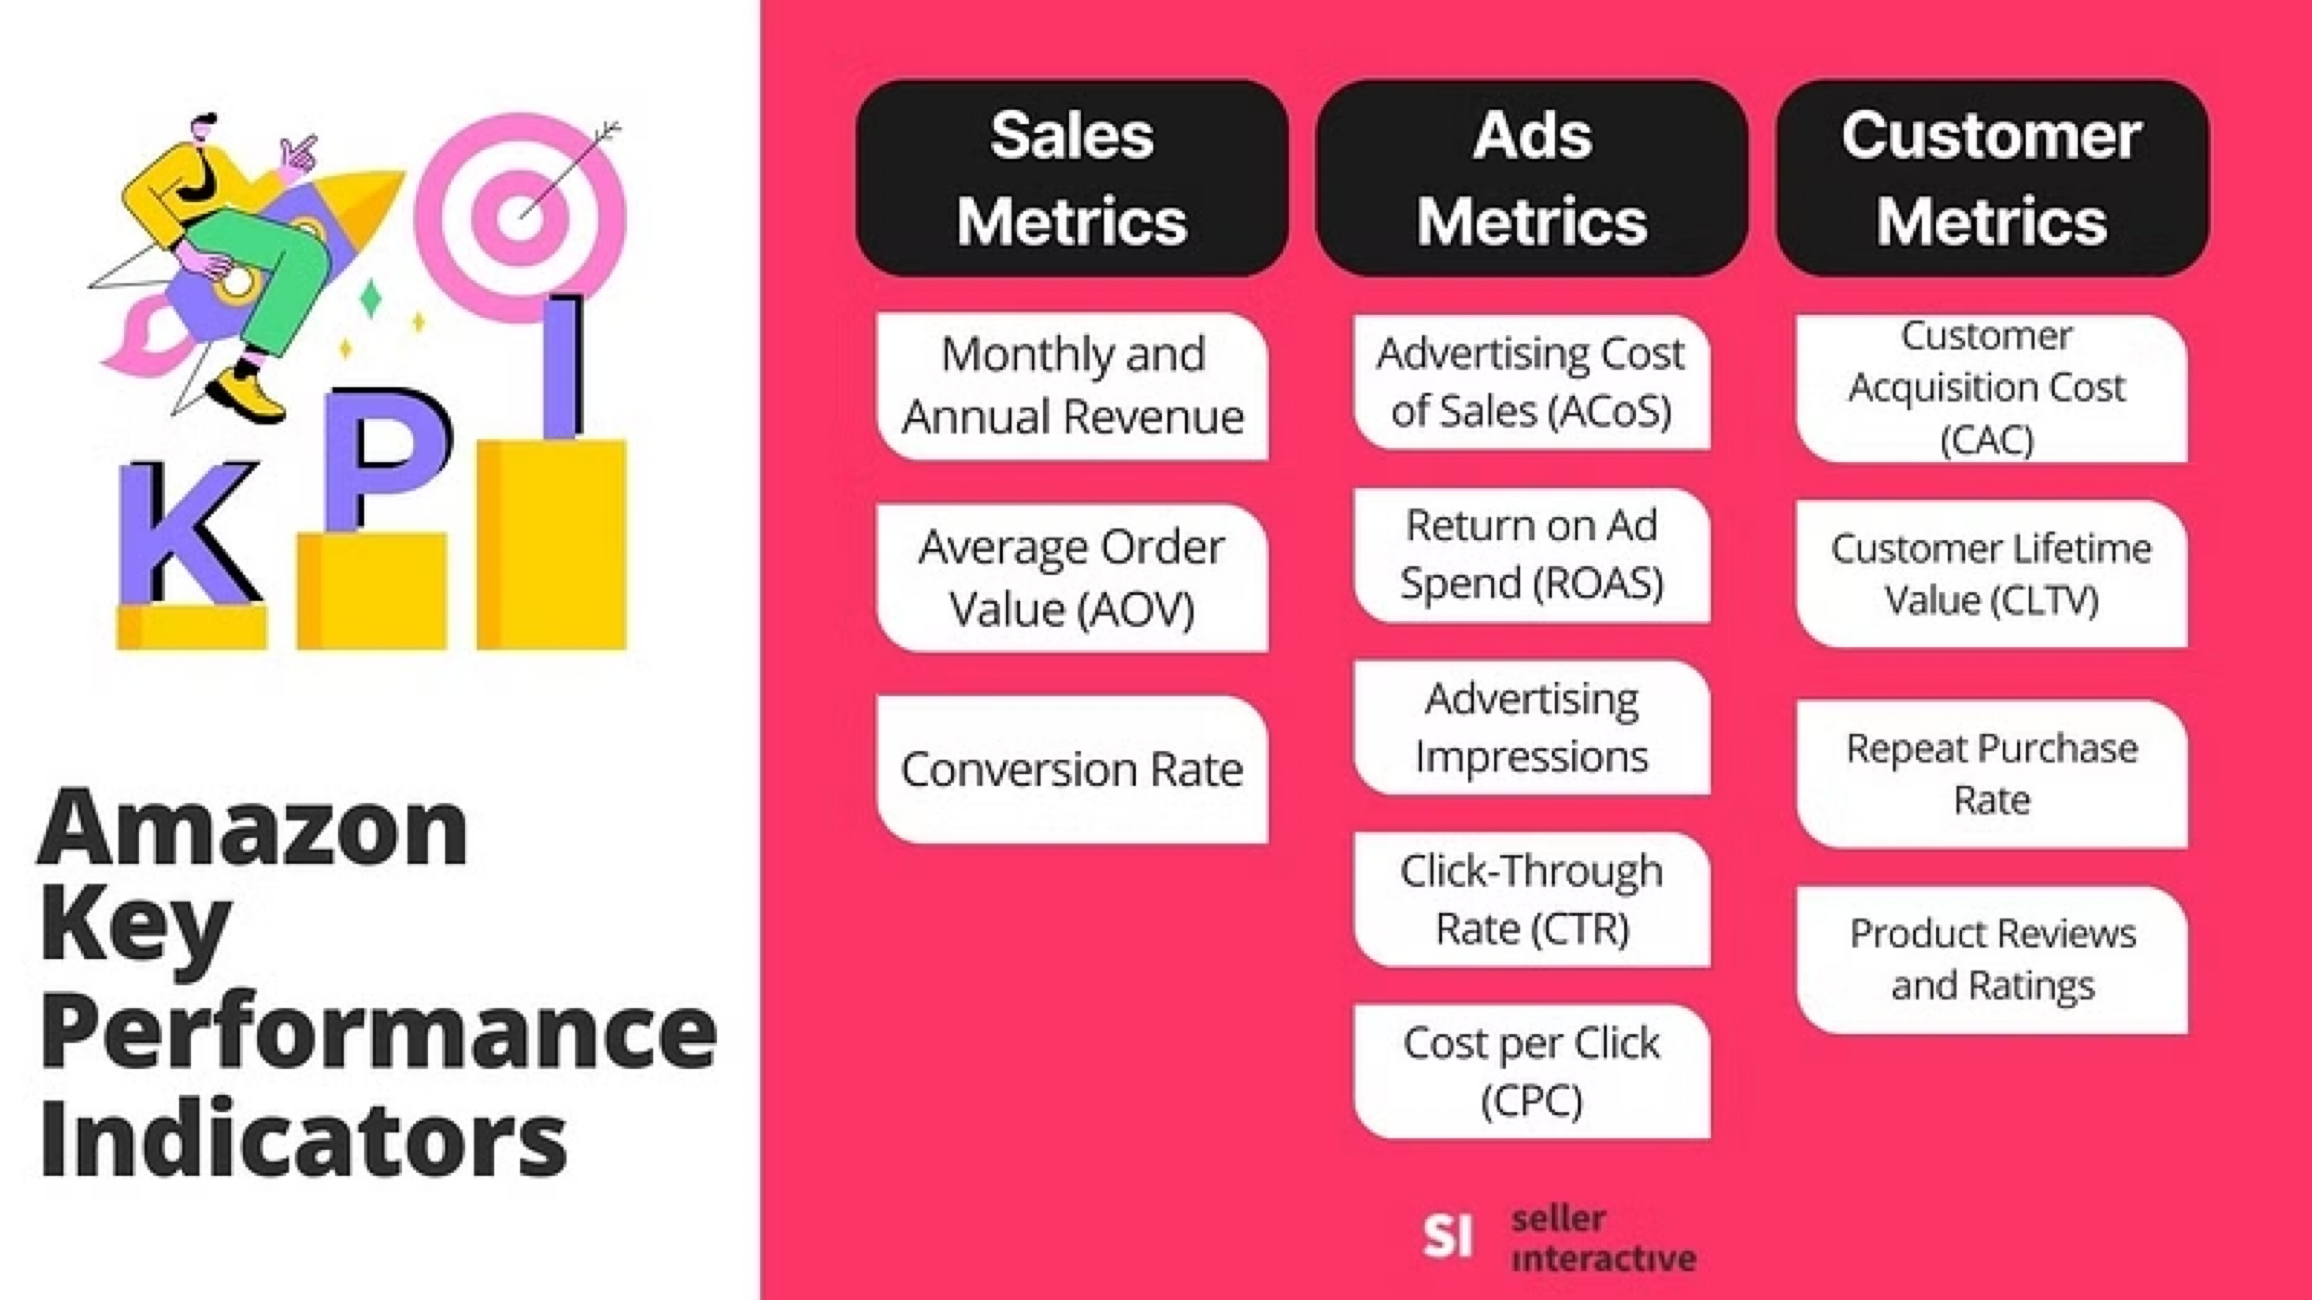 K
P
I
Amazon
Key
Performance
Indicators
Sales
Metrics
Monthly and
Annual Revenue
Average Order
Value (AOV)
Conversion Rate
Ads
Metrics
Advertising Cost
of Sales (ACoS)
Return on Ad
Spend (ROAS)
Advertising
Impressions
Click-Through
Rate (CTR)
Cost per Click
(CPC)
Customer
Metrics
Customer
Acquisition Cost
(CAC)
Customer Lifetime
Value (CLTV)
Repeat Purchase
Rate
Product Reviews
and Ratings
SI
seller
interactive